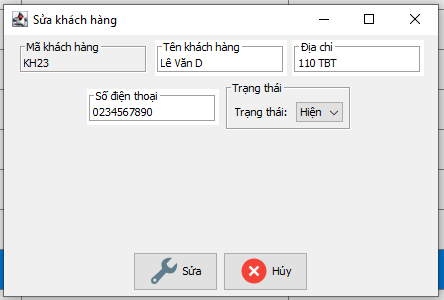 Sửa khách hàng
Mã khách hàng
KH23
Tên khách hàng
Lê Văn D
Địa chỉ
110 TBT
Số điện thoại
0234567890
Trạng thái
Trạng thái: Hiện
Sửa
Hủy